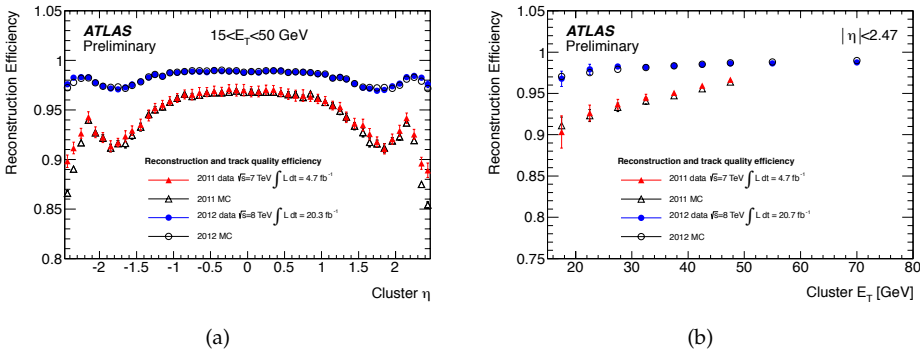 ATLAS
Preliminary
15<E_T<50 GeV
Reconstruction Efficiency
1
0.95
0.9
0.85
0.8
Reconstruction and track quality efficiency
2011 data √s=7 TeV ∫ L dt = 4.7 fb⁻¹
2011 MC
2012 data √s=8 TeV ∫ L dt = 20.3 fb⁻¹
2012 MC
-2 -1.5 -1 -0.5 0 0.5 1 1.5 2
Cluster η
(a)
ATLAS
Preliminary
|η|<2.47
Reconstruction Efficiency
1.05
1
0.95
0.9
0.85
0.8
0.75
Reconstruction and track quality efficiency
2011 data √s=7 TeV ∫ L dt = 4.7 fb⁻¹
2011 MC
2012 data √s=8 TeV ∫ L dt = 20.7 fb⁻¹
2012 MC
20 30 40 50 60 70 80
Cluster E_T [GeV]
(b)